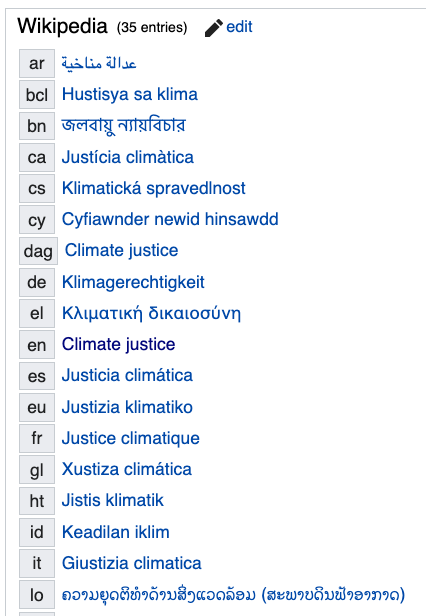 Wikipedia (35 entries) edit
ar عدالة مناخية
bcl Hustisya sa klima
bn জলবায়ু ন্যায়বিচার
ca Justícia climàtica
cs Klimatická spravedlnost
cy Cyfiawnder newid hinsawdd
dag Climate justice
de Klimagerechtigkeit
el Κλιματική δικαιοσύνη
en Climate justice
es Justicia climática
eu Justizia klimatiko
fr Justice climatique
gl Xustiza climática
ht Jistis klimatik
id Keadilan iklim
it Giustizia climatica
lo ຄວາມຍຸດຕິທຳດ້ານສິ່ງແວດລ້ອມ (ສະພາບດິນຟ້າອາກາດ)